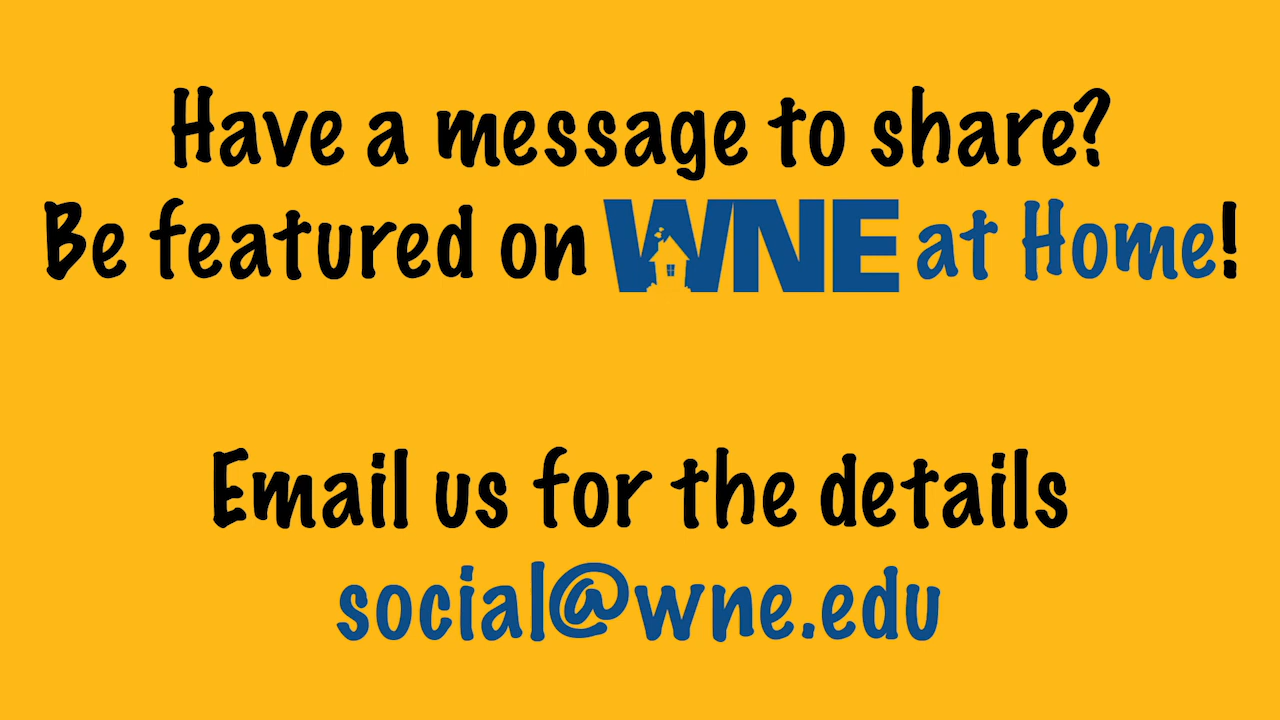 Have a message to share?
Be featured on WNE at Home!
Email us for the details
social@wne.edu